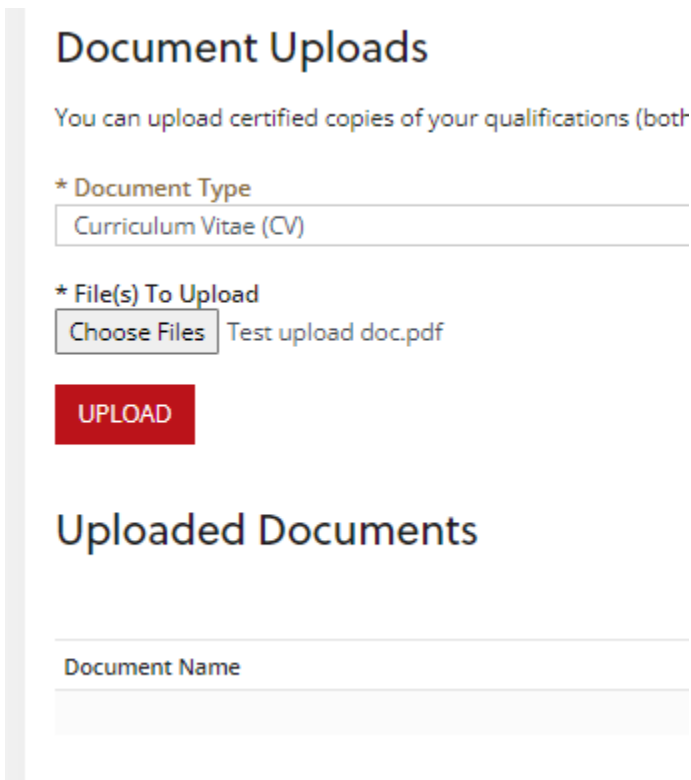 Document Uploads
You can upload certified copies of your qualifications (both
* Document Type
Curriculum Vitae (CV)
* File(s) To Upload
Choose Files Test upload doc.pdf
UPLOAD
Uploaded Documents
Document Name